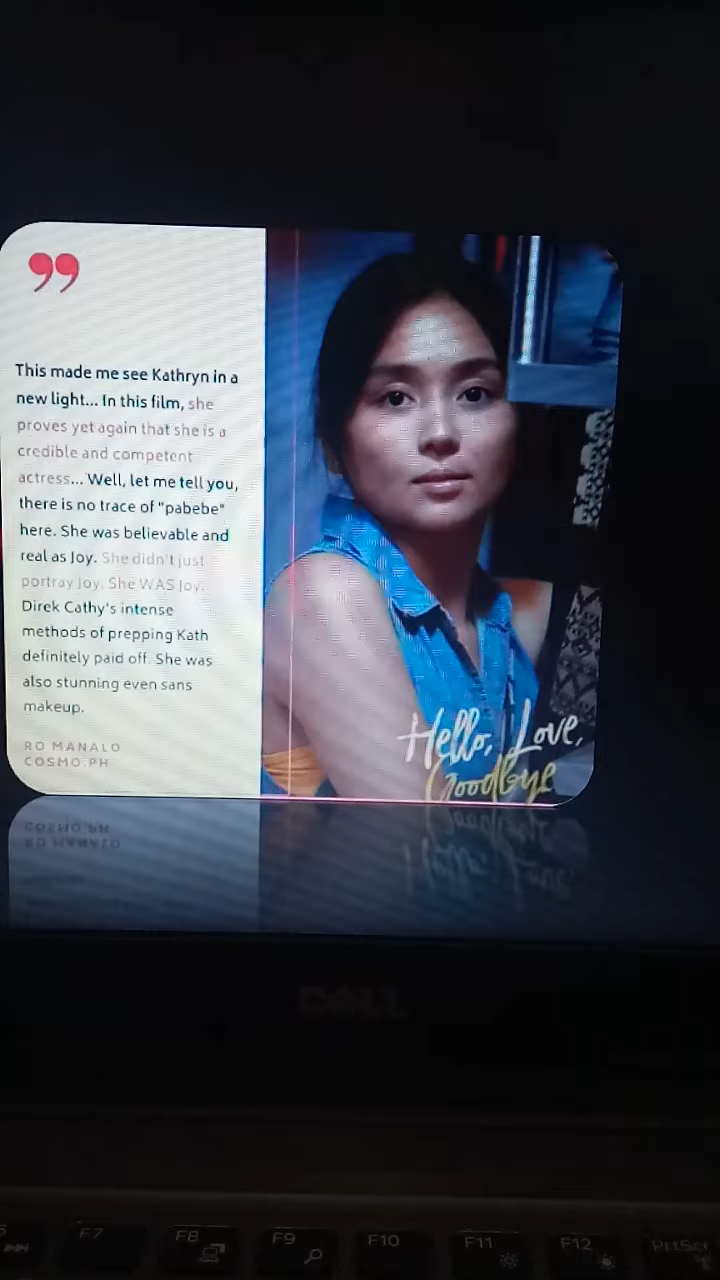 ”
This made me see Kathryn in a
new light... In this film, she
proves yet again that she is a
credible and competent
actress... Well, let me tell you,
there is no trace of "pabebe"
here. She was believable and
real as Joy. She didn't just
portray Joy. She WAS Joy.
Direk Cathy's intense
methods of prepping Kath
definitely paid off. She was
also stunning even sans
makeup.
RO MANALO
COSMO.PH
Hello, Love,
Goodbye
DELL
F7
F8
F9
F10
F11
F12
PrtScr